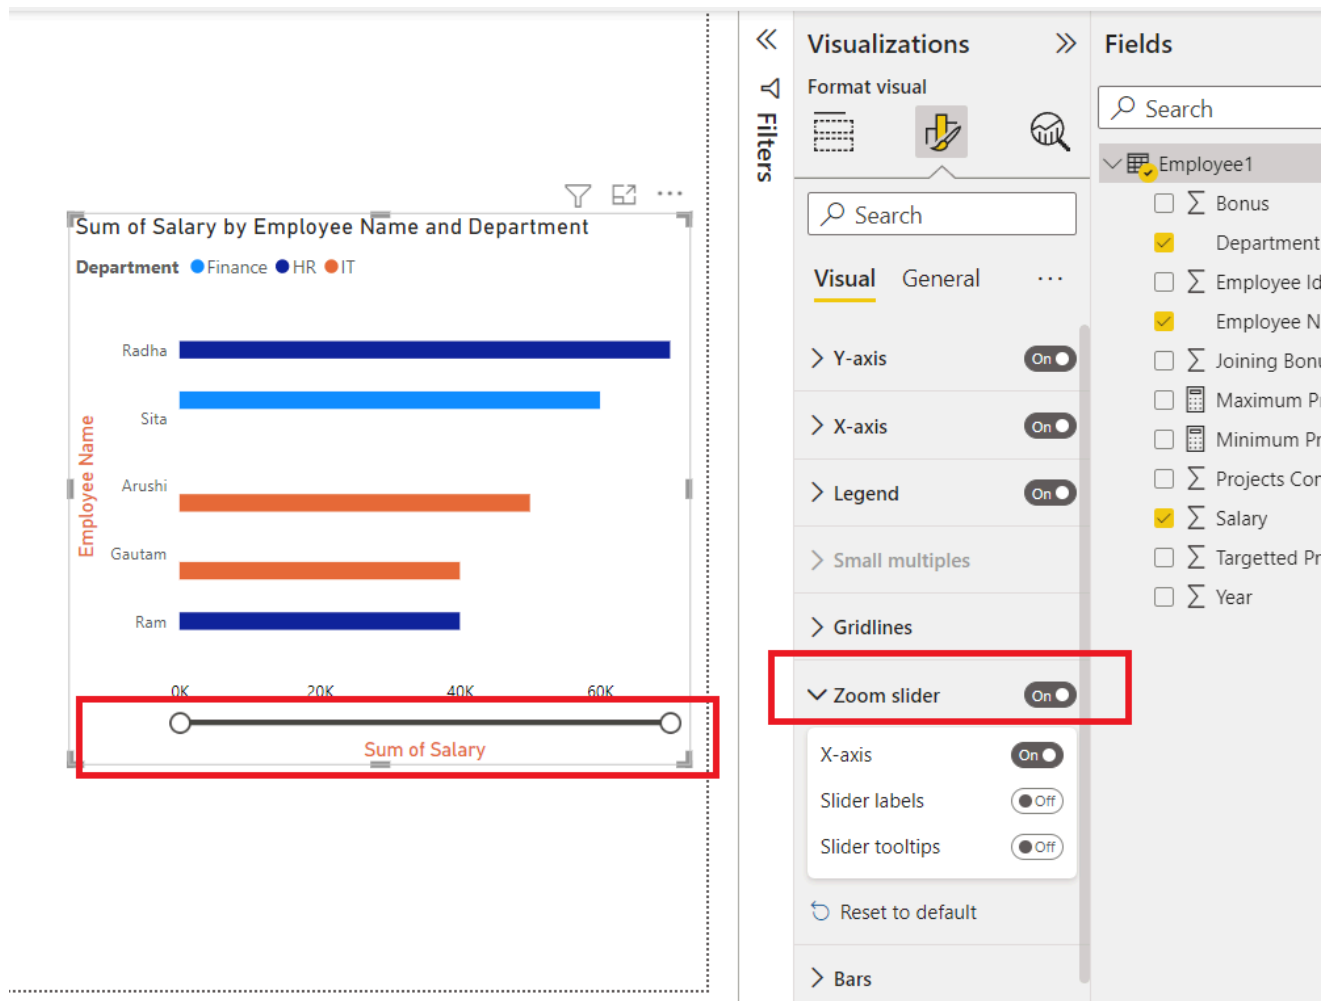 Sum of Salary by Employee Name and Department
Department Finance HR IT
Employee Name
Radha
Sita
Arushi
Gautam
Ram
0K 20K 40K 60K
Sum of Salary
Filters
Visualizations
Format visual
Search
Visual General
Y-axis On
X-axis On
Legend On
Small multiples
Gridlines
Zoom slider On
X-axis On
Slider labels Off
Slider tooltips Off
Reset to default
Bars
Fields
Search
Employee1
Bonus
Department
Employee Id
Employee N
Joining Bonu
Maximum Pr
Minimum Pr
Projects Com
Salary
Targetted Pr
Year